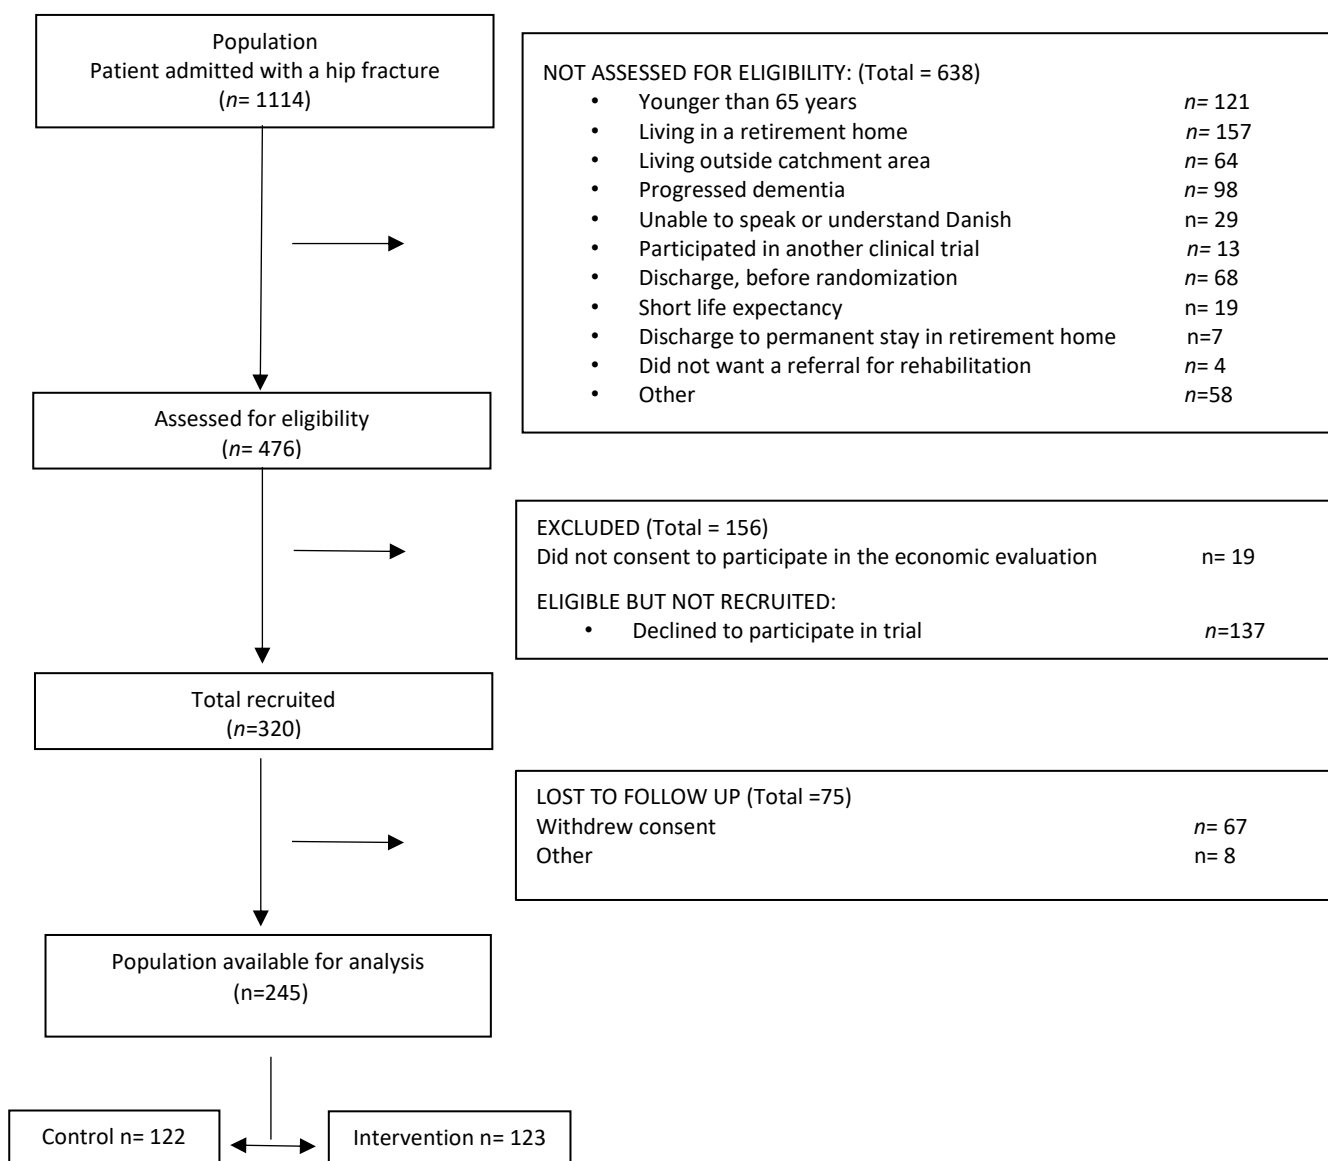 Population
Patient admitted with a hip fracture
(n= 1114)
NOT ASSESSED FOR ELIGIBILITY: (Total = 638)
• Younger than 65 years n= 121
• Living in a retirement home n= 157
• Living outside catchment area n= 64
• Progressed dementia n= 98
• Unable to speak or understand Danish n= 29
• Participated in another clinical trial n= 13
• Discharge, before randomization n= 68
• Short life expectancy n= 19
• Discharge to permanent stay in retirement home n=7
• Did not want a referral for rehabilitation n= 4
• Other n=58
Assessed for eligibility
(n= 476)
EXCLUDED (Total = 156)
Did not consent to participate in the economic evaluation n= 19
ELIGIBLE BUT NOT RECRUITED:
• Declined to participate in trial n=137
Total recruited
(n=320)
LOST TO FOLLOW UP (Total =75)
Withdrew consent n= 67
Other n= 8
Population available for analysis
(n=245)
Control n= 122
Intervention n= 123